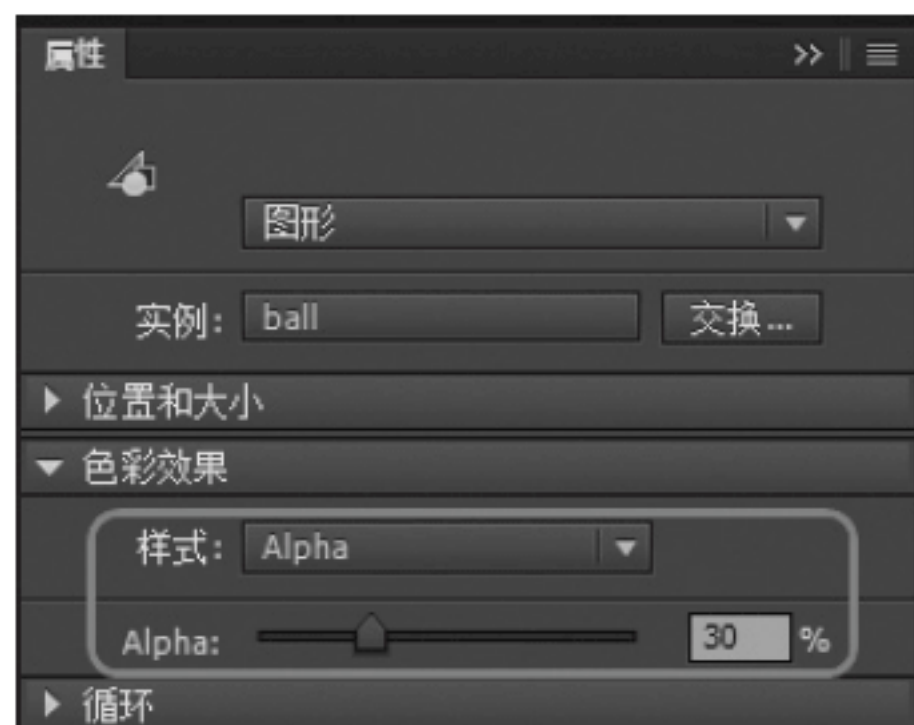 属性
图形
实例: ball 交换...
位置和大小
色彩效果
样式: Alpha
Alpha: 30 %
循环